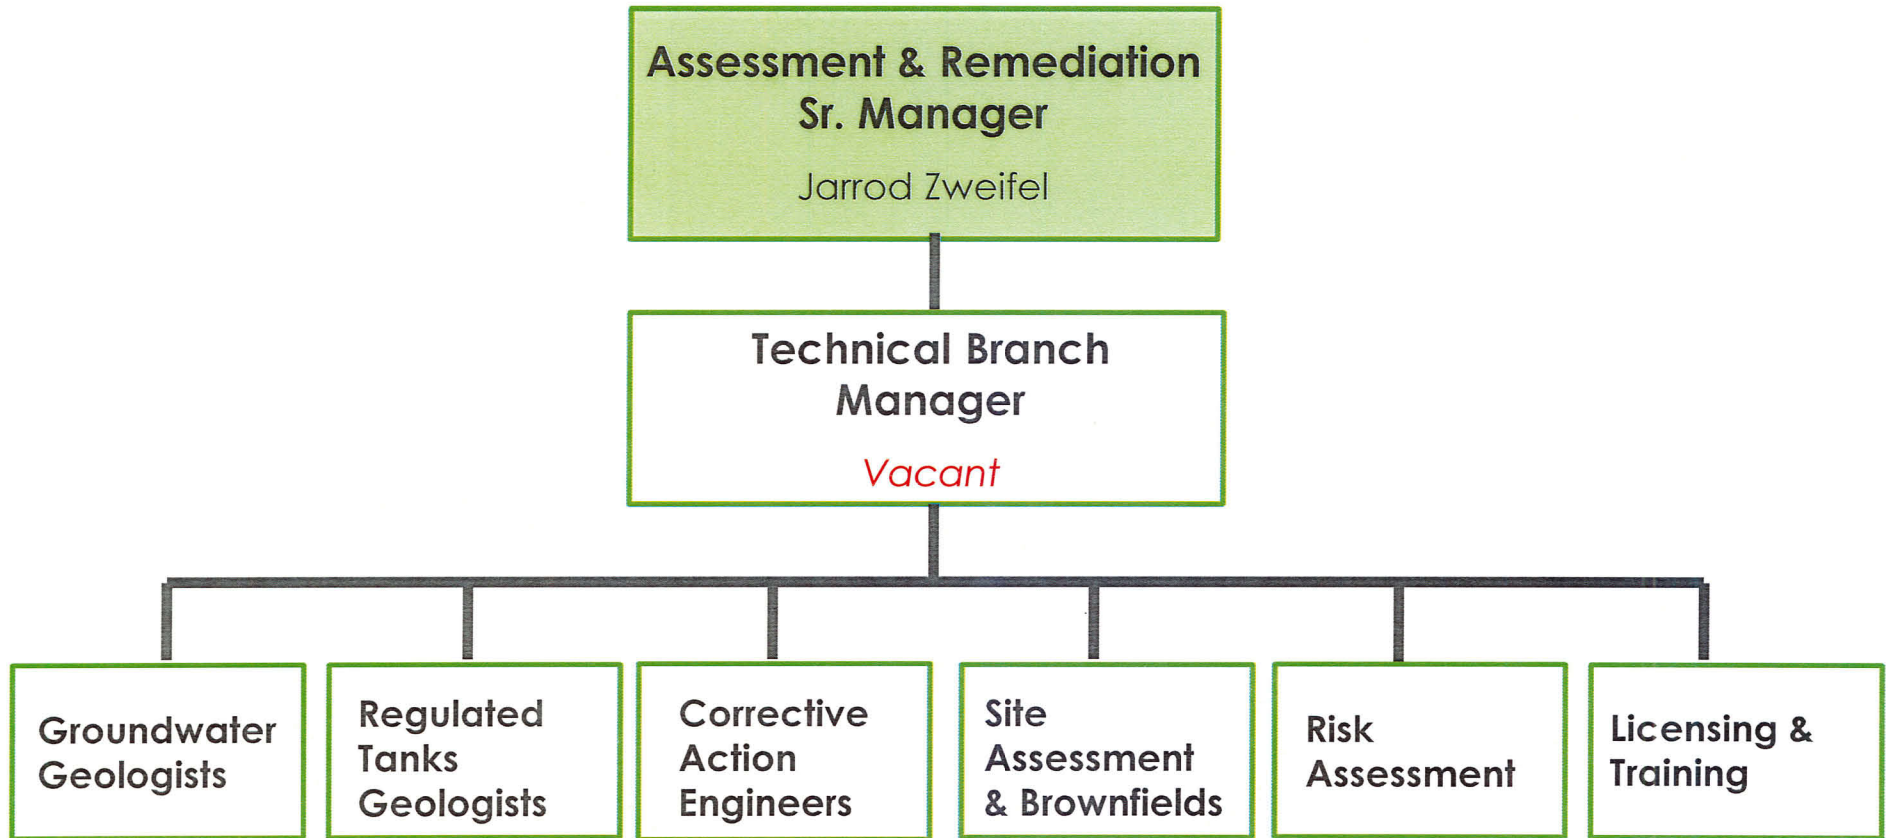 Assessment & Remediation
Sr. Manager
Jarrod Zweifel
Technical Branch
Manager
Vacant
Groundwater
Geologists
Regulated
Tanks
Geologists
Corrective
Action
Engineers
Site
Assessment
& Brownfields
Risk
Assessment
Licensing &
Training